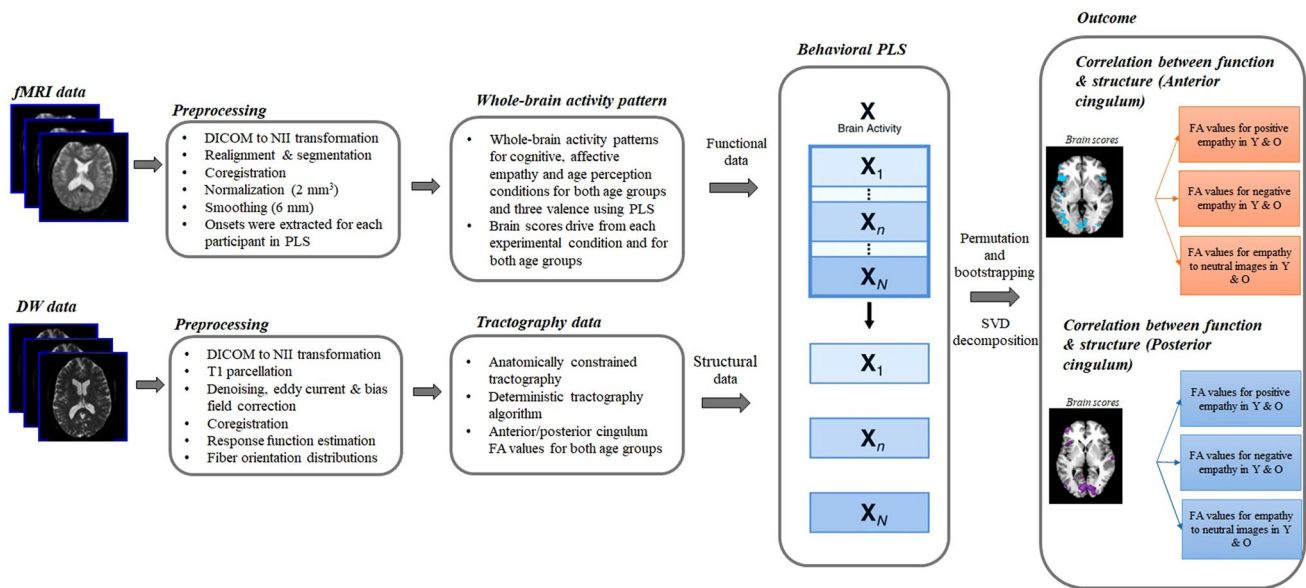 fMRI data
Preprocessing
• DICOM to NII transformation
• Realignment & segmentation
• Coregistration
• Normalization (2 mm³)
• Smoothing (6 mm)
• Onsets were extracted for each
participant in PLS
Whole-brain activity pattern
• Whole-brain activity patterns
for cognitive, affective
empathy and age perception
conditions for both age groups
and three valence using PLS
• Brain scores drive from each
experimental condition and for
both age groups
Functional
data
DW data
Preprocessing
• DICOM to NII transformation
• T1 parcellation
• Denoising, eddy current & bias
field correction
• Coregistration
• Response function estimation
• Fiber orientation distributions
Tractography data
• Anatomically constrained
tractography
• Deterministic tractography
algorithm
• Anterior/posterior cingulum
FA values for both age groups
Structural
data
Behavioral PLS
X
Brain Activity
X1
⋮
Xn
⋮
XN
X1
Xn
XN
Permutation
and
bootstrapping
SVD
decomposition
Outcome
Correlation between function
& structure (Anterior
cingulum)
Brain scores
FA values for positive
empathy in Y & O
FA values for negative
empathy in Y & O
FA values for empathy
to neutral images in Y
& O
Correlation between function
& structure (Posterior
cingulum)
Brain scores
FA values for positive
empathy in Y & O
FA values for negative
empathy in Y & O
FA values for empathy
to neutral images in Y
& O